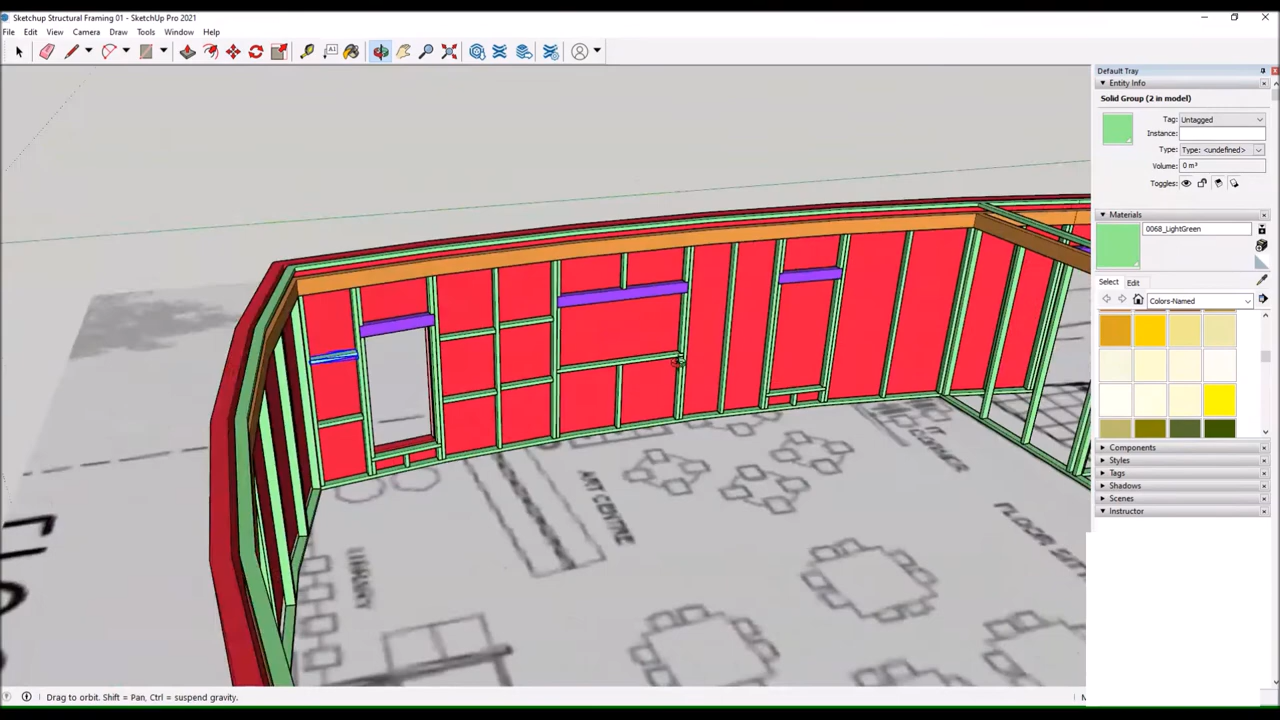 Sketchup Structural Framing 01 - SketchUp Pro 2021
File Edit View Camera Draw Tools Window Help
Default Tray
Entity Info
Solid Group (2 in model)
Tag: Untagged
Instance:
Type: Type: <undefined>
Volume: 0 m³
Toggles:
Materials
0068_LightGreen
Select Edit
Colors-Named
Components
Styles
Tags
Shadows
Scenes
Instructor
ART CENTRE
IT CORNER
LIBRARY
Drag to orbit. Shift = Pan, Ctrl = suspend gravity.